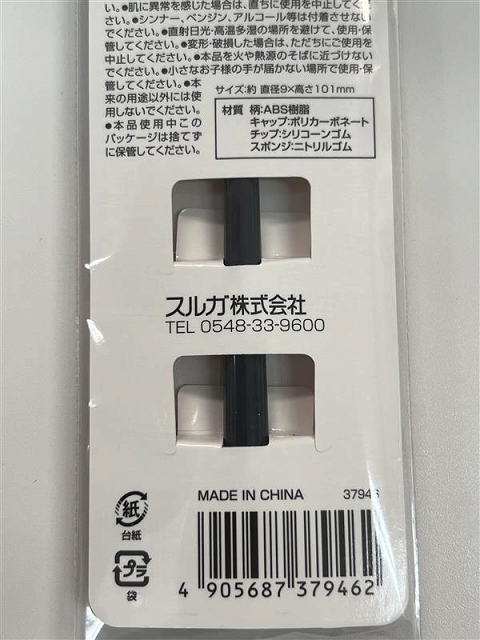 い。●肌に異常を感じた場合は、直ちに使用を中止してくださ
い。●シンナー、ベンジン、アルコール等は付着させない
でください。●直射日光・高温多湿の場所を避けて、使用・保
管してください。●変形・破損した場合は、ただちにご使用を
中止してください。●本品を火や熱源のそばに近づけない
でください。●小さなお子様の手が届かない場所で使用・保
管してください。●本
来の用途以外には使
用しないでください。
●本品使用中この
パッケージは捨てず
に保管してください。
サイズ:約 直径9×高さ101mm
材質 柄:ABS樹脂
キャップ:ポリカーボネート
チップ:シリコーンゴム
スポンジ:ニトリルゴム
スルガ株式会社
TEL 0548-33-9600
MADE IN CHINA 37946
紙
台紙
プラ
袋
4 905687 379462